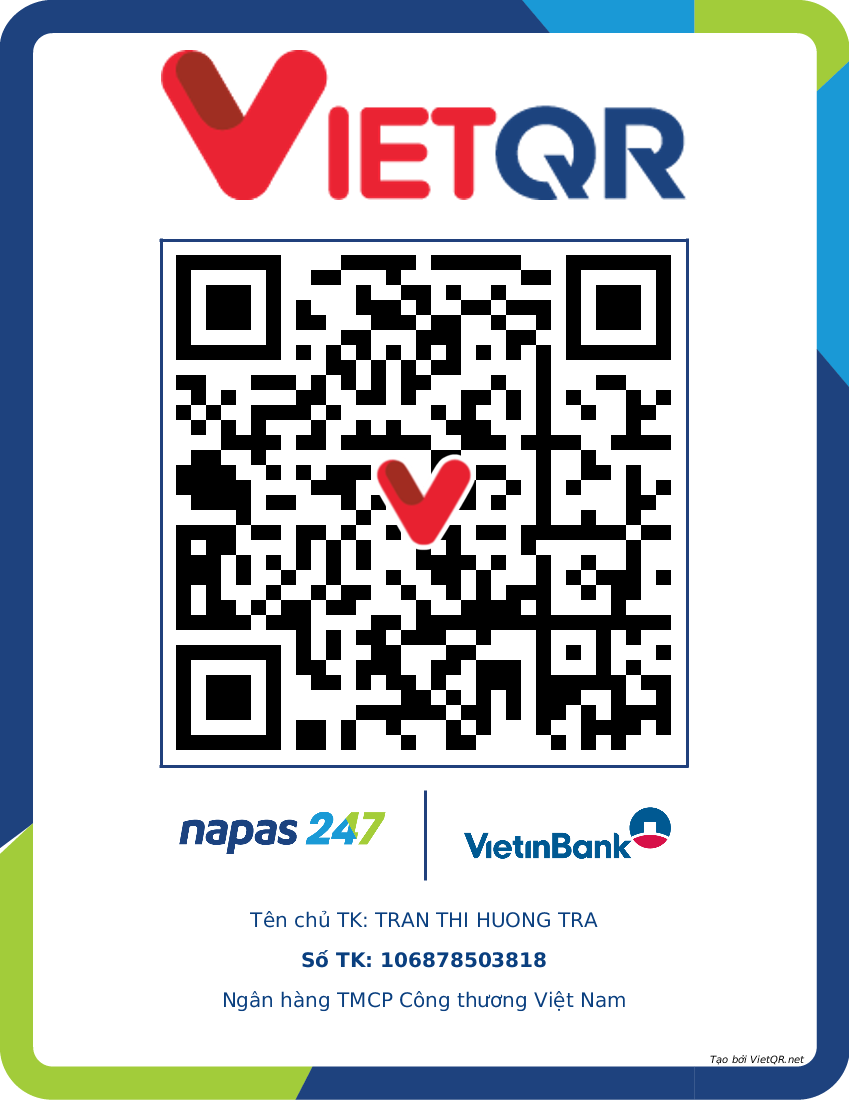 VIETQR
napas 247
VietinBank
Tên chủ TK: TRAN THI HUONG TRA
Số TK: 106878503818
Ngân hàng TMCP Công thương Việt Nam
Tạo bởi VietQR.net